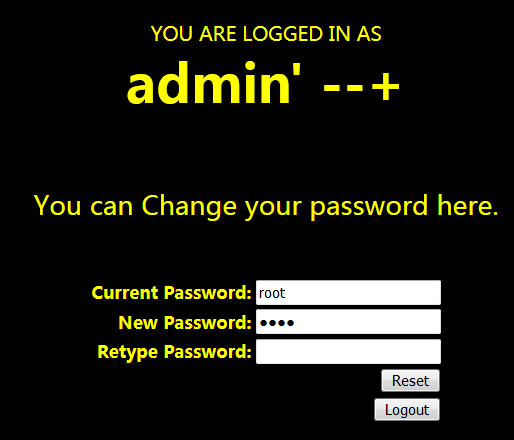 YOU ARE LOGGED IN AS
admin' --+
You can Change your password here.
Current Password: root
New Password: ••••
Retype Password:
Reset
Logout